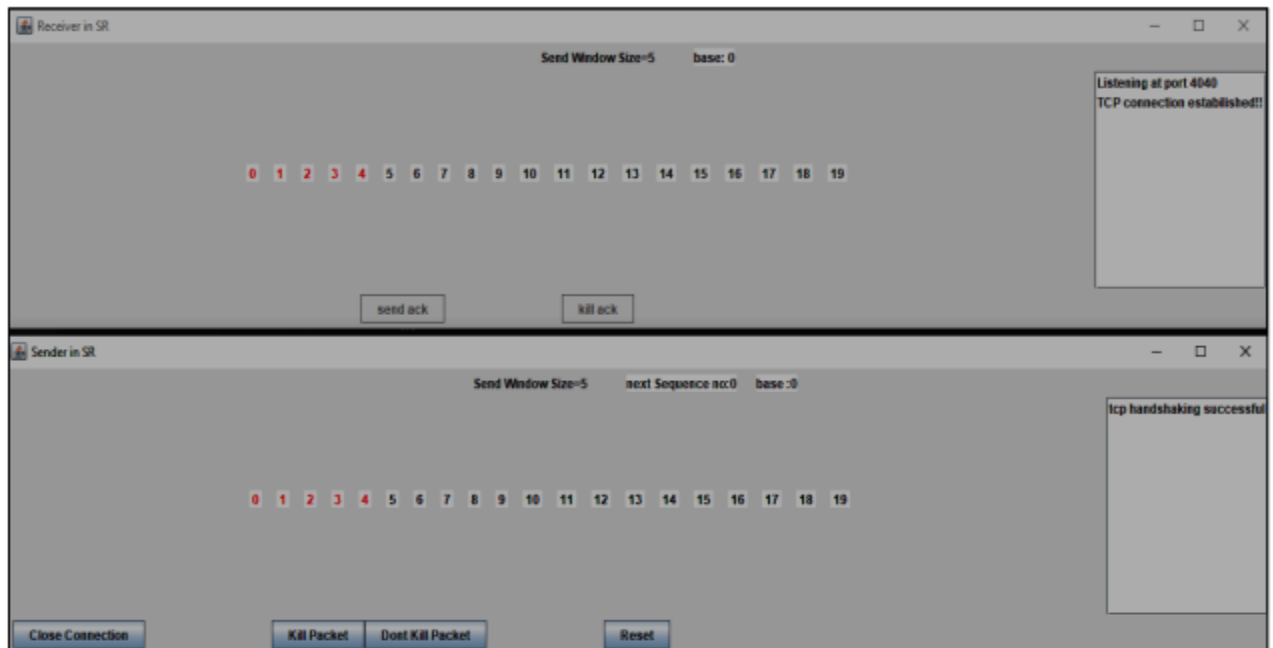 Receiver in SR
Send Window Size=5 base: 0
Listening at port 4040
TCP connection estabilished!!
0 1 2 3 4 5 6 7 8 9 10 11 12 13 14 15 16 17 18 19
send ack kill ack
Sender in SR
Send Window Size=5 next Sequence no:0 base :0
tcp handshaking successful
0 1 2 3 4 5 6 7 8 9 10 11 12 13 14 15 16 17 18 19
Close Connection Kill Packet Dont Kill Packet Reset